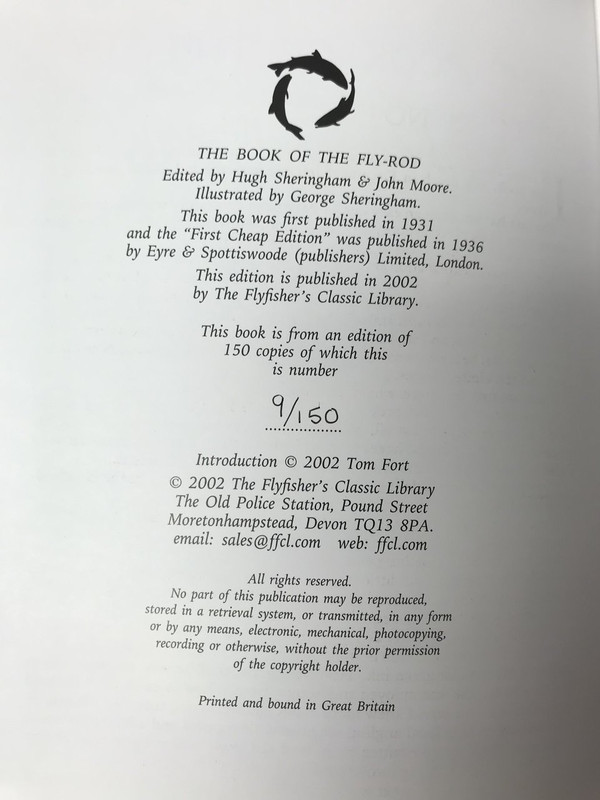 THE BOOK OF THE FLY-ROD
Edited by Hugh Sheringham & John Moore.
Illustrated by George Sheringham.
This book was first published in 1931
and the “First Cheap Edition” was published in 1936
by Eyre & Spottiswoode (publishers) Limited, London.
This edition is published in 2002
by The Flyfisher's Classic Library.
This book is from an edition of
150 copies of which this
is number
9/150
Introduction © 2002 Tom Fort
© 2002 The Flyfisher's Classic Library
The Old Police Station, Pound Street
Moretonhampstead, Devon TQ13 8PA.
email: sales@ffcl.com web: ffcl.com
All rights reserved.
No part of this publication may be reproduced,
stored in a retrieval system, or transmitted, in any form
or by any means, electronic, mechanical, photocopying,
recording or otherwise, without the prior permission
of the copyright holder.
Printed and bound in Great Britain